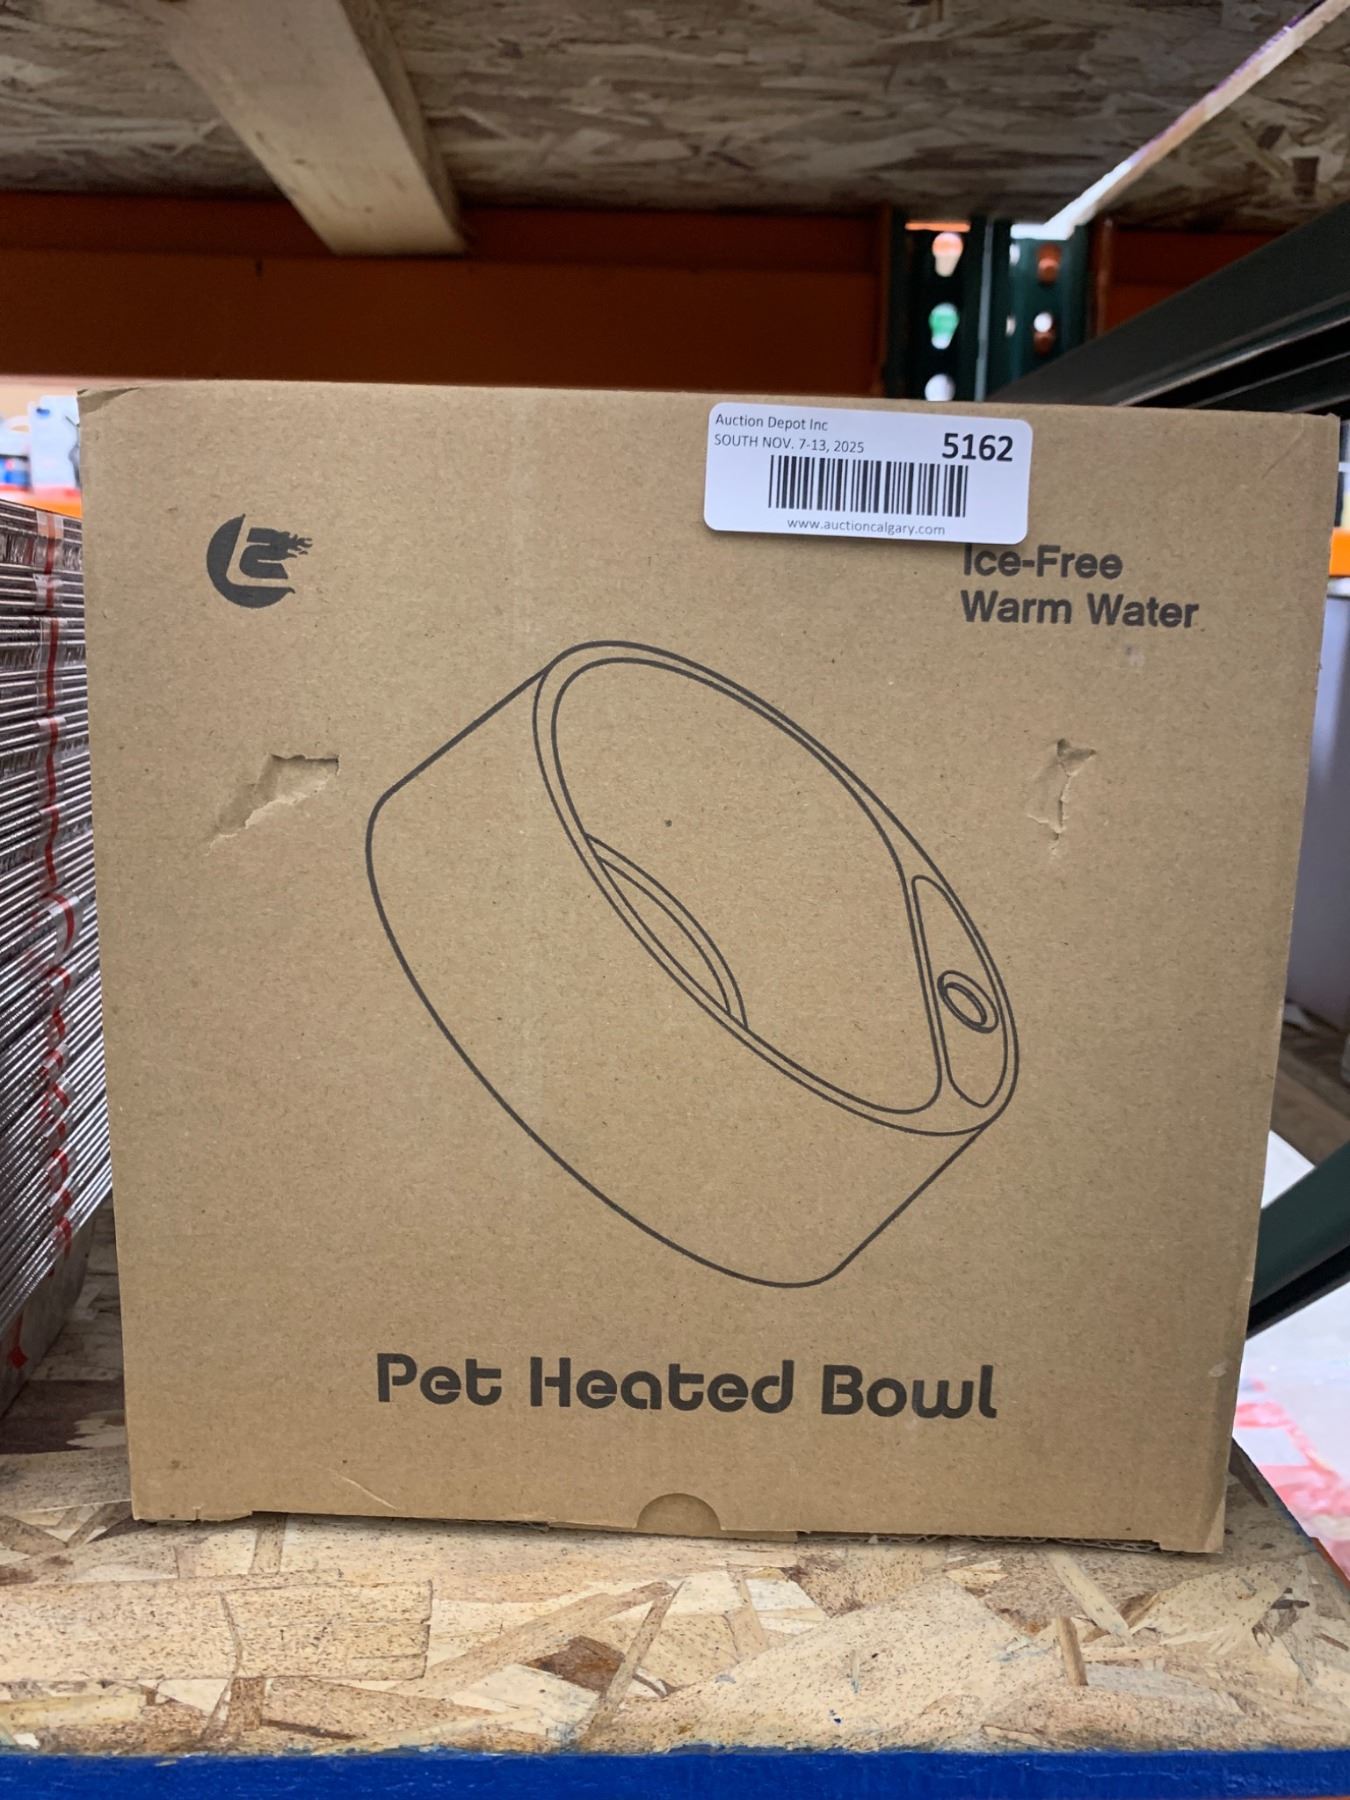 Auction Depot Inc
SOUTH NOV. 7-13, 2025
5162
www.auctioncalgary.com
Ice-Free
Warm Water
Pet Heated Bowl